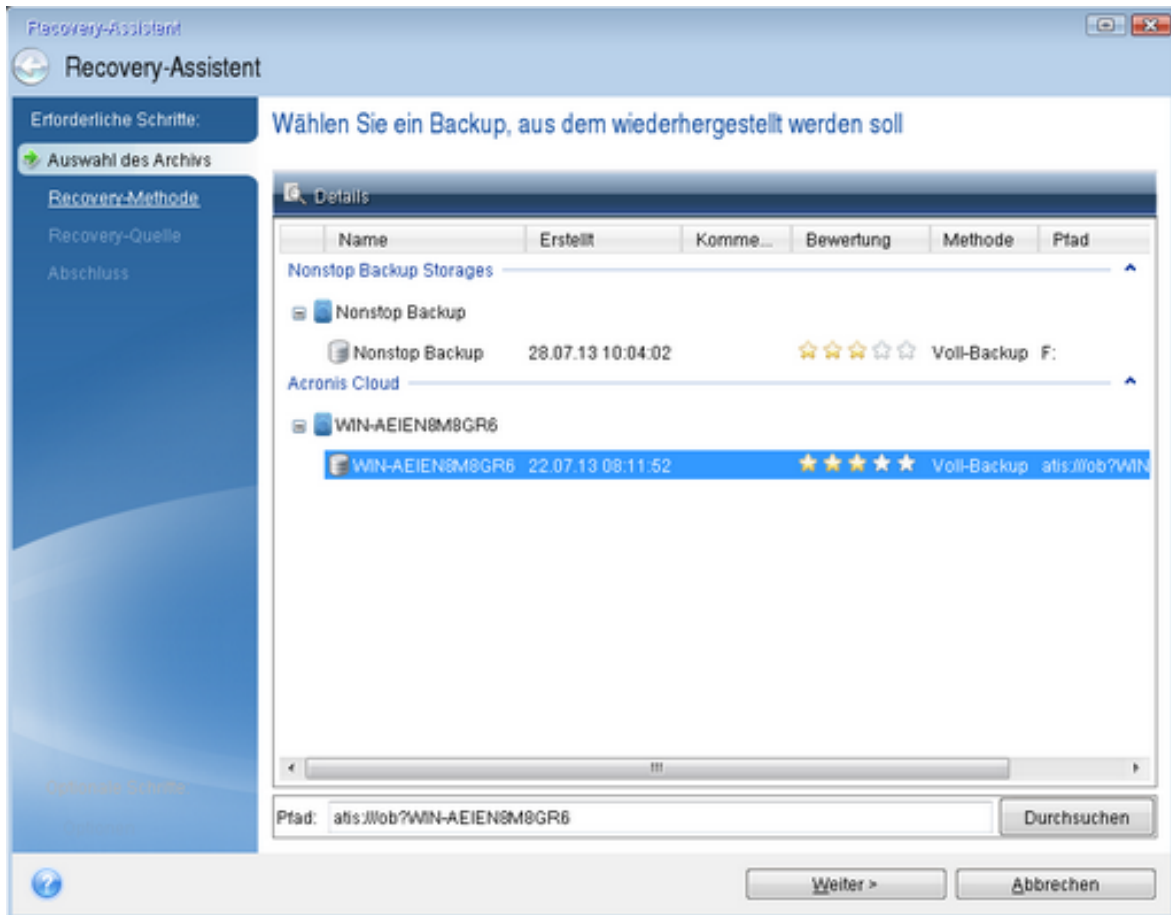 Recovery-Assistent
Recovery-Assistent
Erforderliche Schritte:
Auswahl des Archivs
Recovery-Methode
Recovery-Quelle
Abschluss
Wählen Sie ein Backup, aus dem wiederhergestellt werden soll
Details
Name Erstellt Komme... Bewertung Methode Pfad
Nonstop Backup Storages
Nonstop Backup
Nonstop Backup 28.07.13 10:04:02 Voll-Backup F:
Acronis Cloud
WIN-AEIEN8M8GR6
WIN-AEIEN8M8GR6 22.07.13 08:11:52 Voll-Backup atis:///ob?WIN
Pfad: atis:///ob?WIN-AEIEN8M8GR6 Durchsuchen
Weiter > Abbrechen